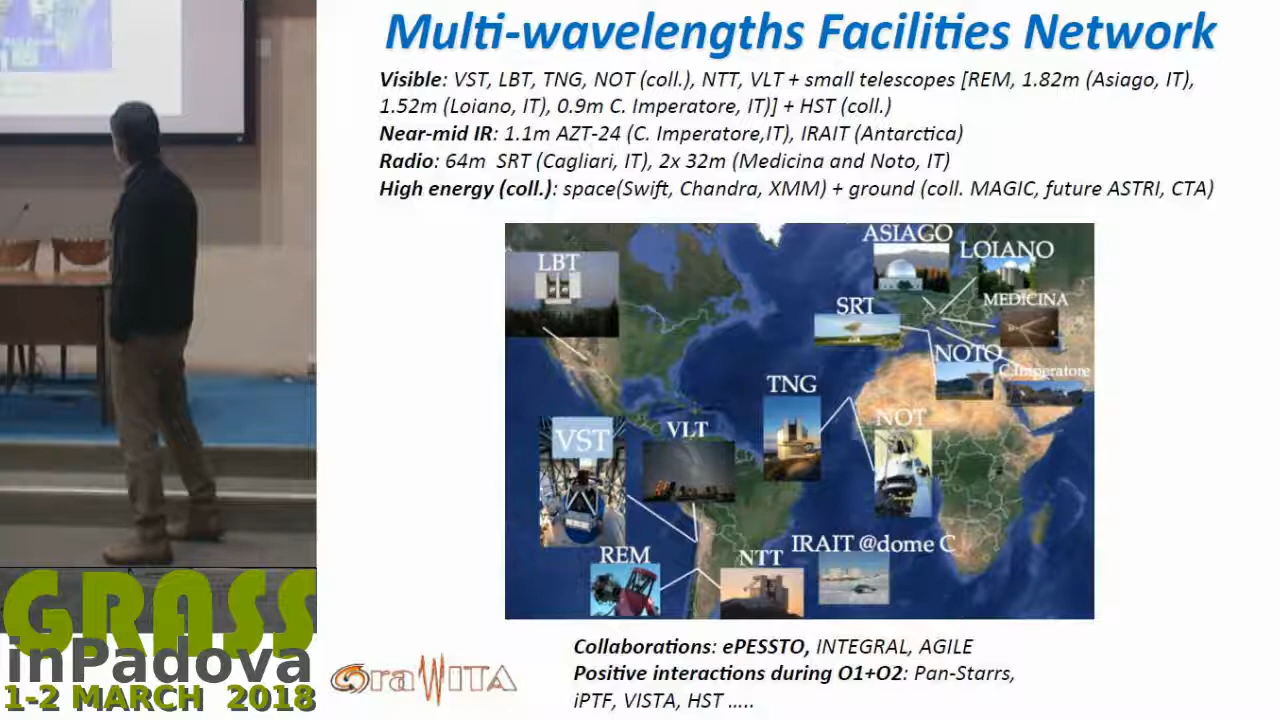 Multi-wavelengths Facilities Network
Visible: VST, LBT, TNG, NOT (coll.), NTT, VLT + small telescopes [REM, 1.82m (Asiago, IT),
1.52m (Loiano, IT), 0.9m C. Imperatore, IT)] + HST (coll.)
Near-mid IR: 1.1m AZT-24 (C. Imperatore,IT), IRAIT (Antarctica)
Radio: 64m SRT (Cagliari, IT), 2x 32m (Medicina and Noto, IT)
High energy (coll.): space(Swift, Chandra, XMM) + ground (coll. MAGIC, future ASTRI, CTA)
ASIAGO
LOIANO
LBT
MEDICINA
SRT
NOTO
C.Imperatore
TNG
NOT
VST
VLT
IRAIT @dome C
REM
NTT
Collaborations: ePESSTO, INTEGRAL, AGILE
Positive interactions during O1+O2: Pan-Starrs,
iPTF, VISTA, HST .....
GRASS
inPadova
1-2 MARCH 2018
GraWITA